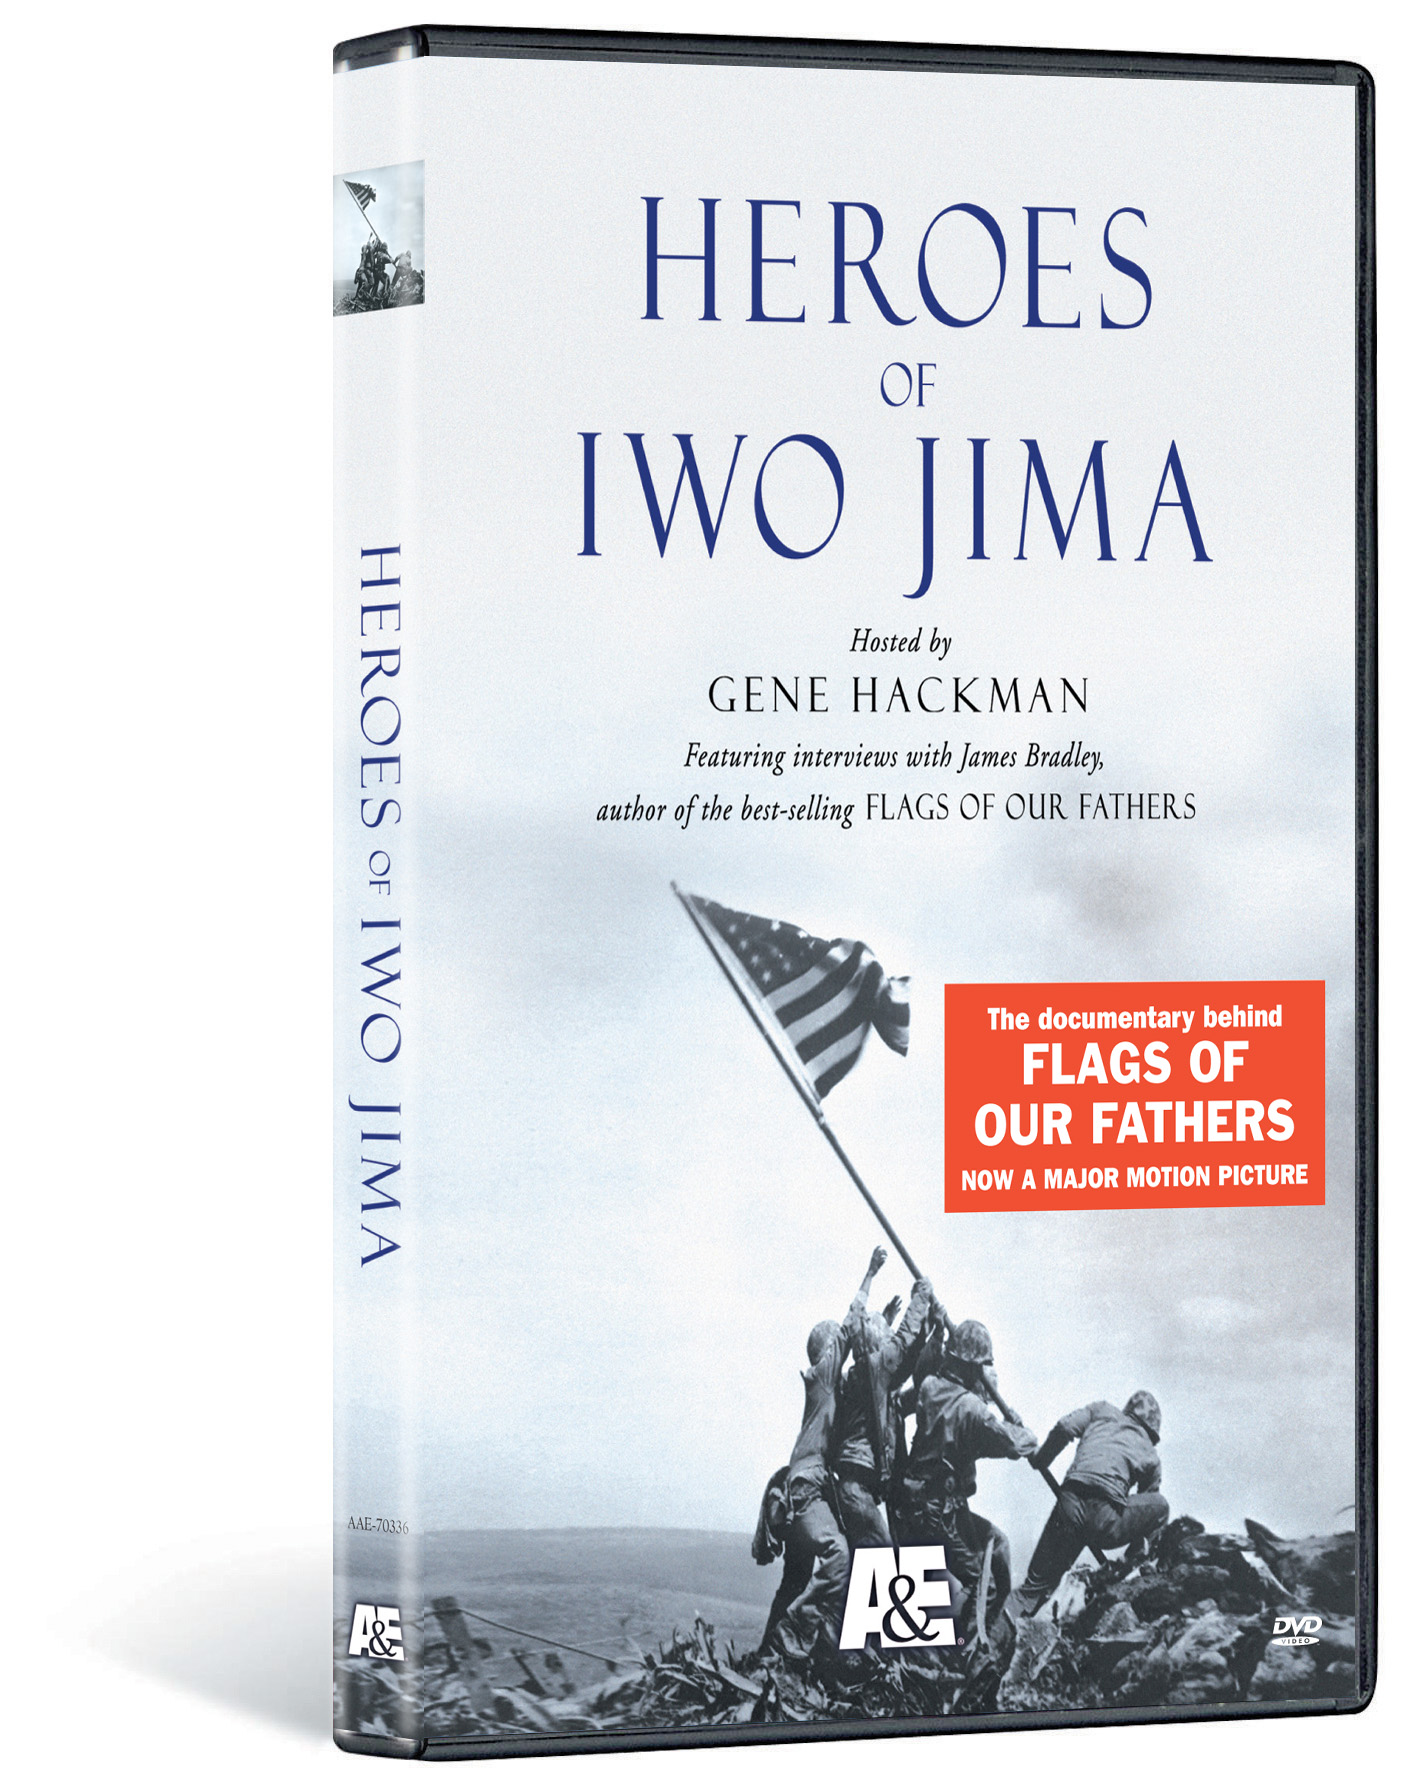 HEROES
OF
IWO JIMA
Hosted by
GENE HACKMAN
Featuring interviews with James Bradley,
author of the best-selling FLAGS OF OUR FATHERS
The documentary behind
FLAGS OF
OUR FATHERS
NOW A MAJOR MOTION PICTURE
A&E®
DVD
VIDEO
HEROES OF IWO JIMA
AAE-70336
A&E